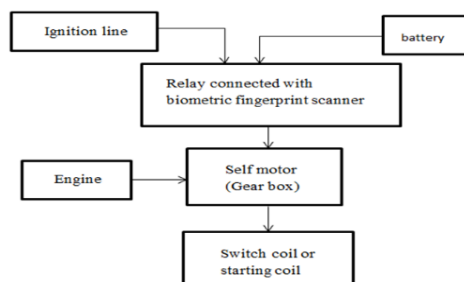 Ignition line
battery
Relay connected with
biometric fingerprint scanner
Engine
Self motor
(Gear box)
Switch coil or
starting coil